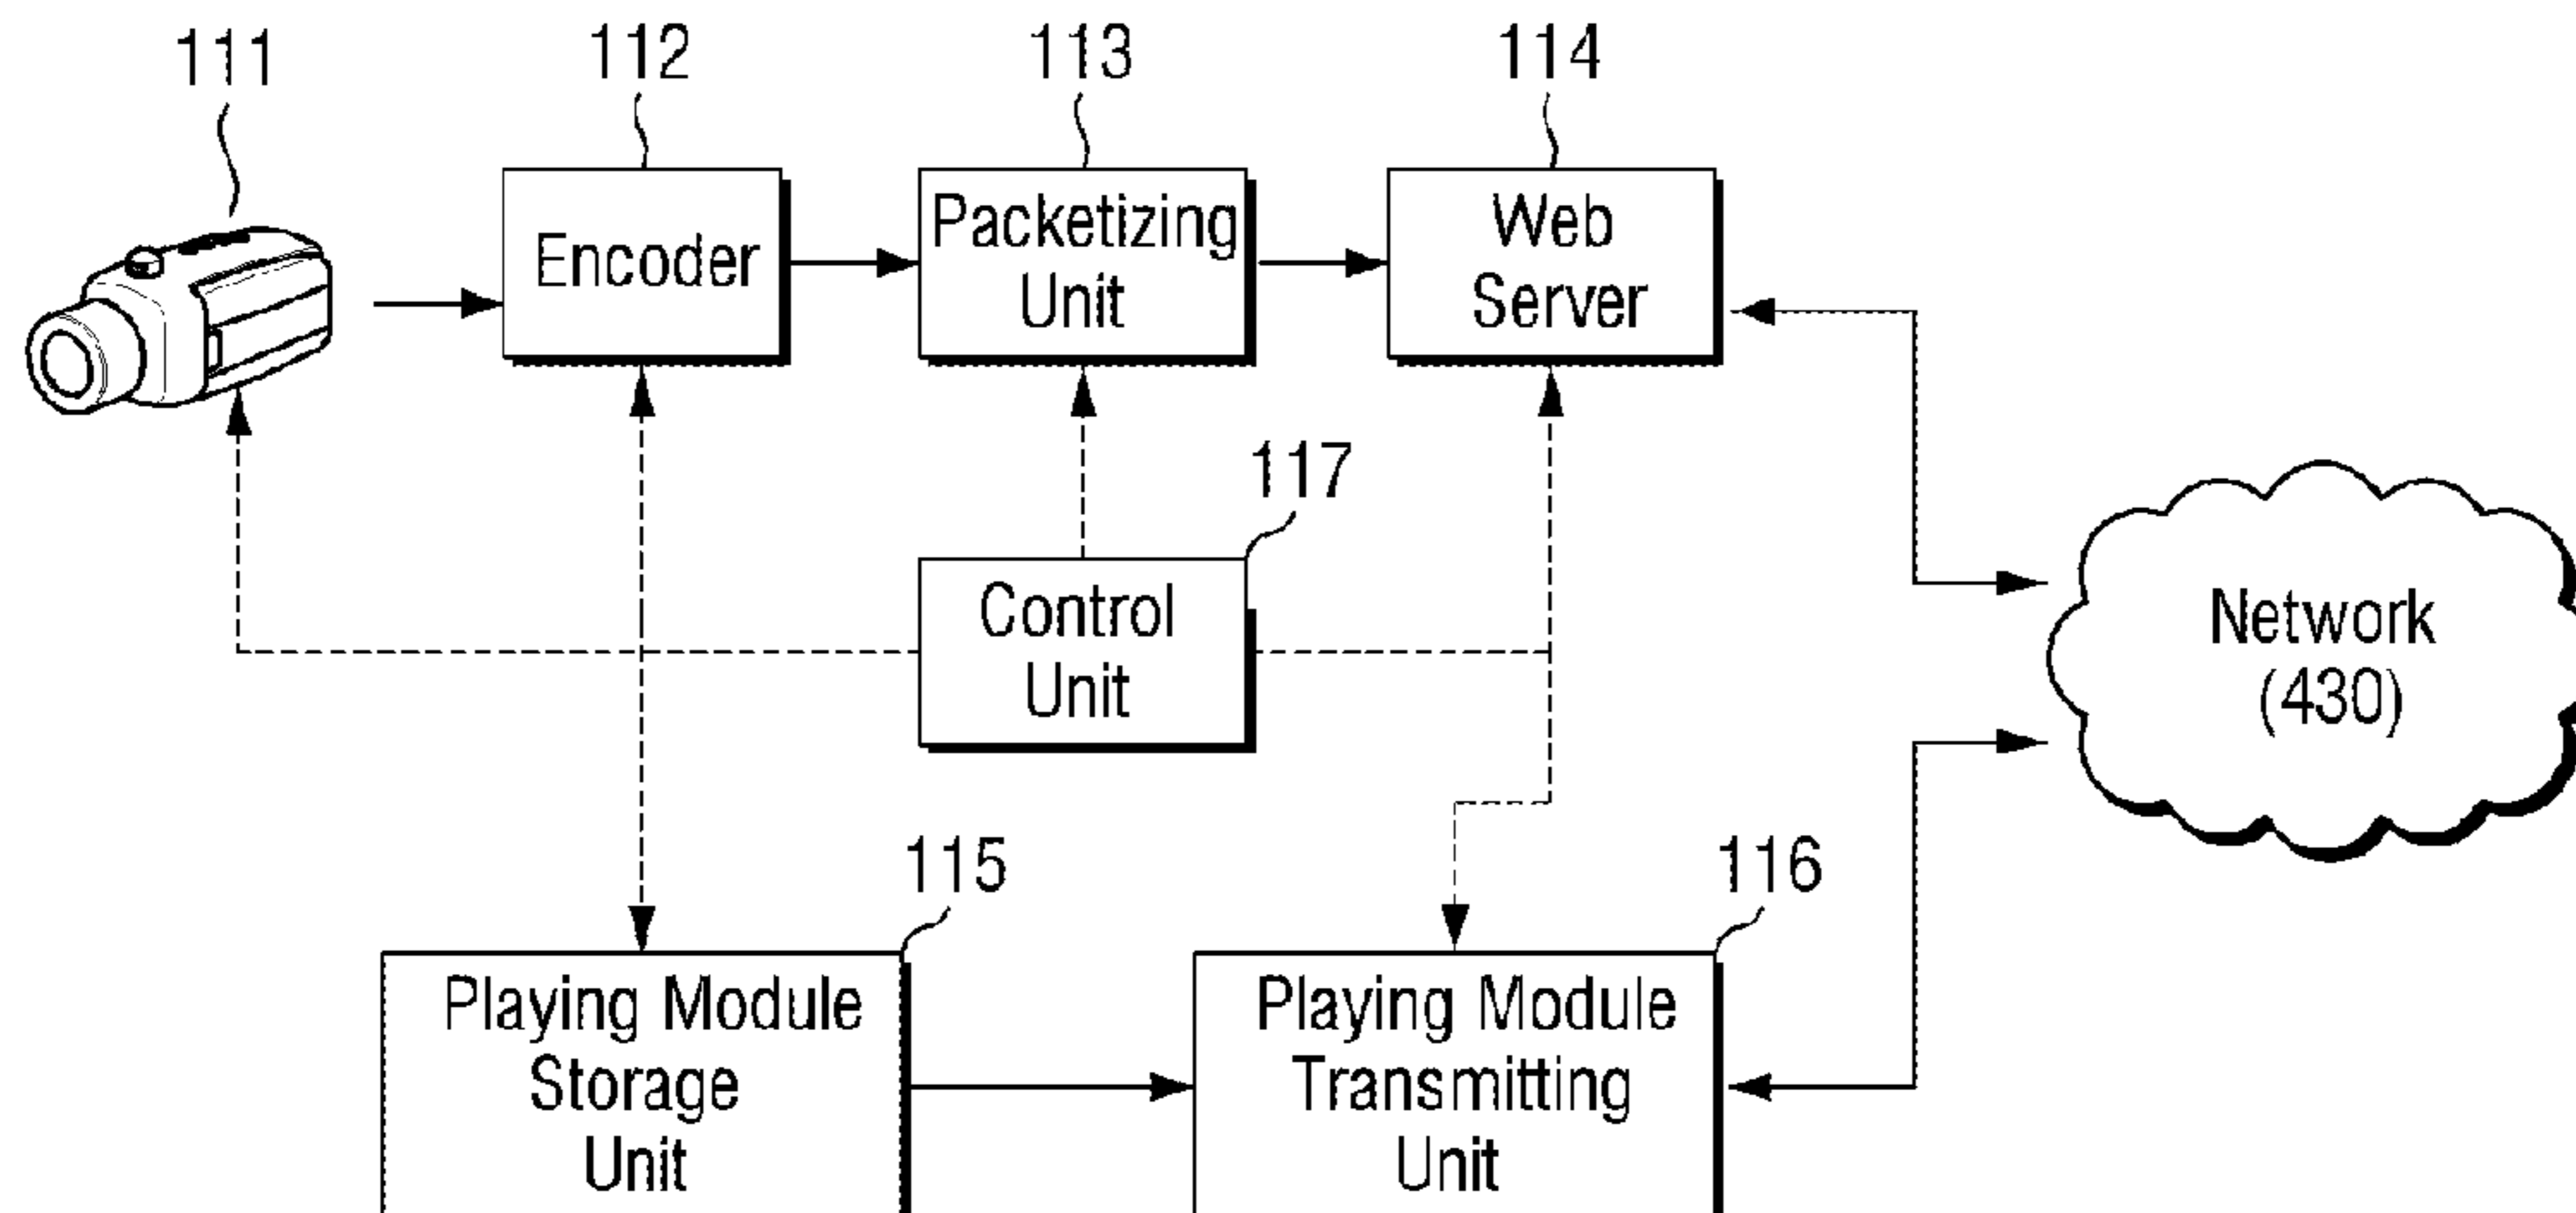 111
112
113
114
Encoder
Packetizing
Unit
Web
Server
117
Control
Unit
Network
(430)
115
116
Playing Module
Storage
Unit
Playing Module
Transmitting
Unit